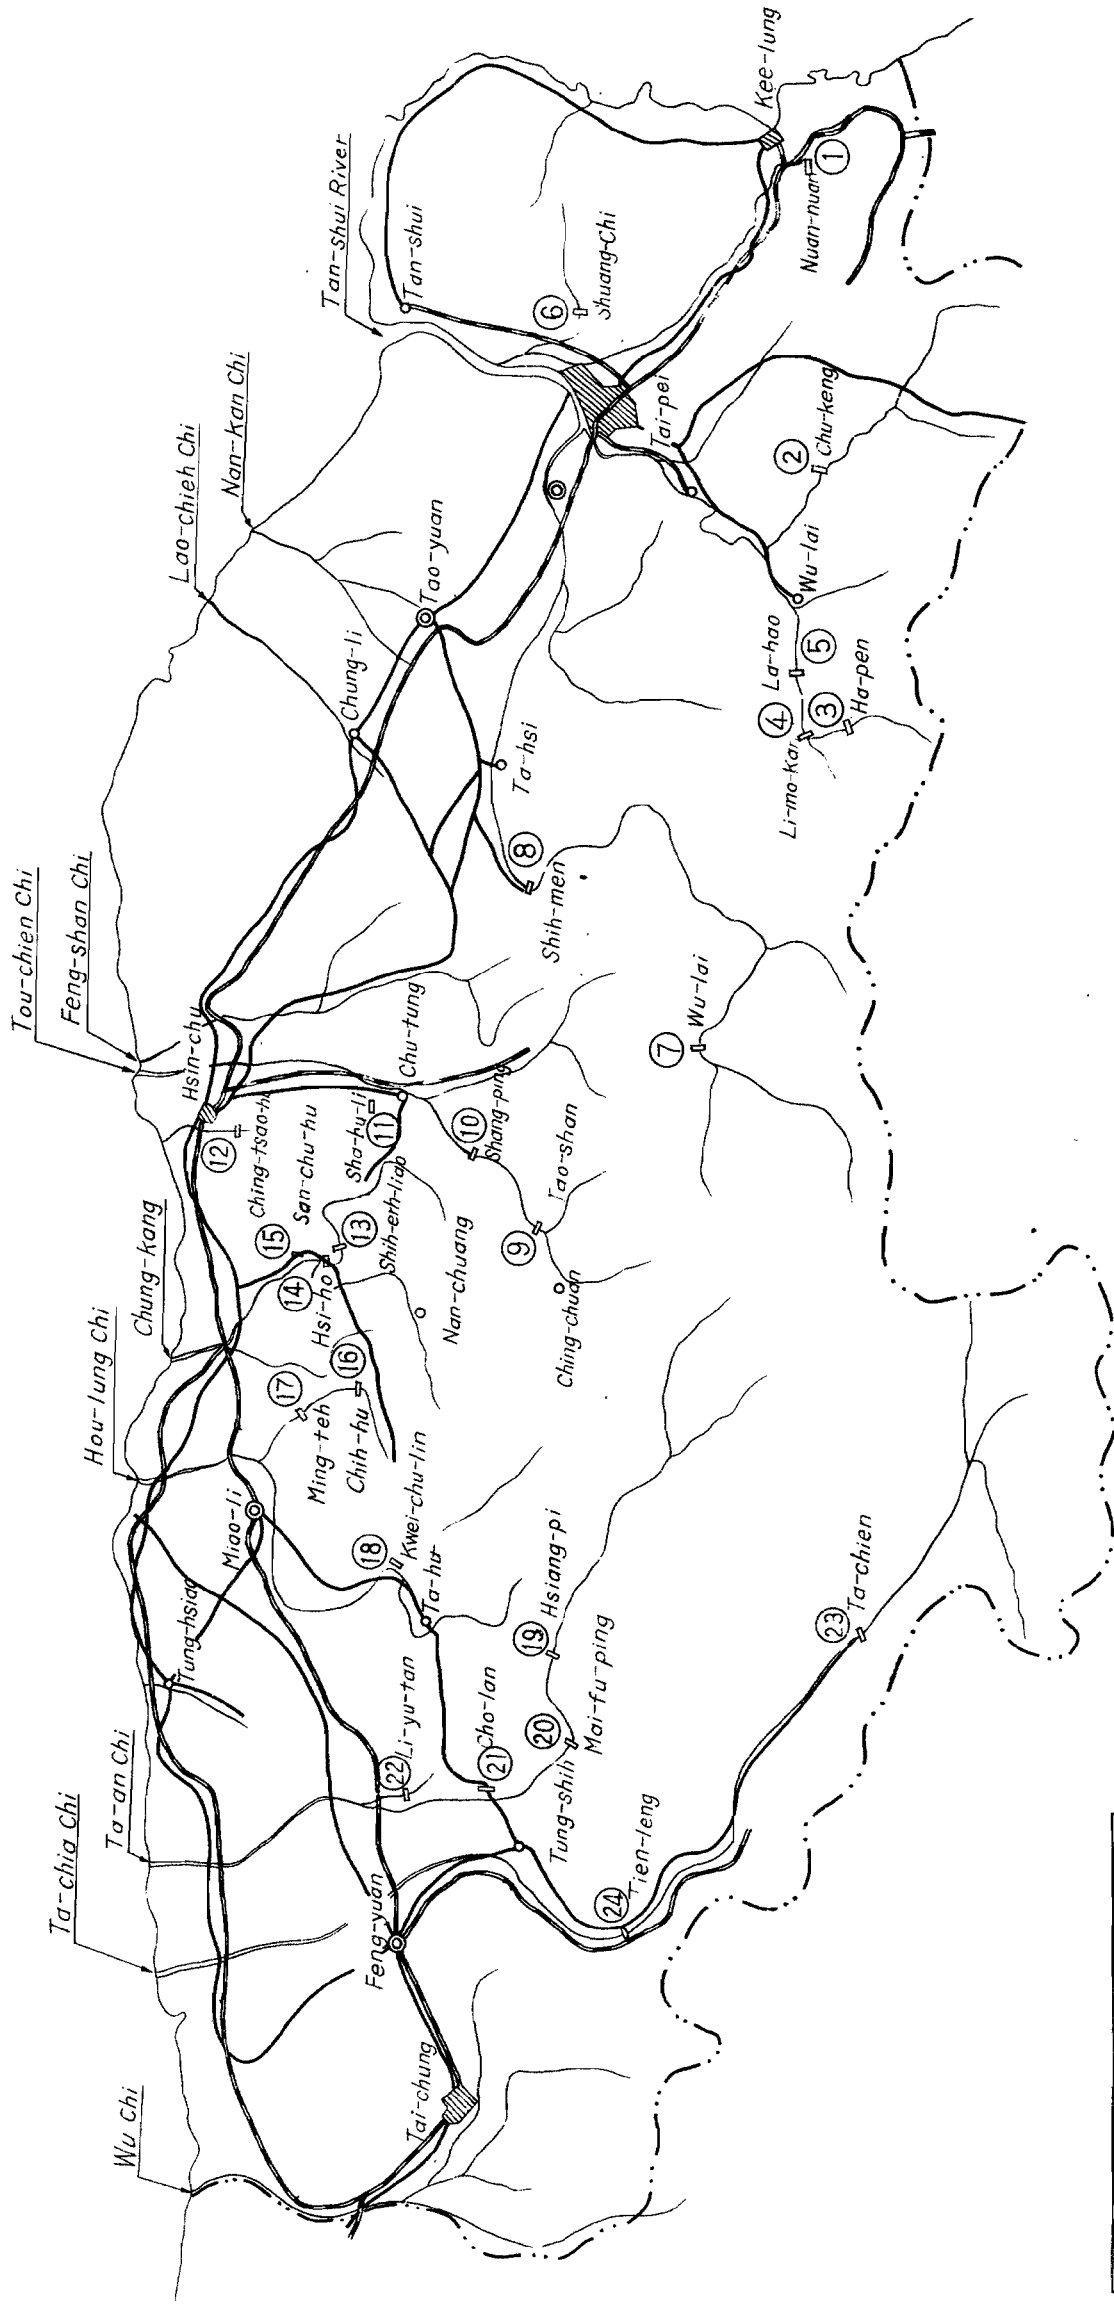 Wu Chi
Ta-chia Chi
Ta-an Chi
Hou-lung Chi
Chung-kang
Tou-chien Chi
Feng-shan Chi
Lao-chieh Chi
Nan-kan Chi
Tan-shui River
Kee-lung
①
Nuan-nuan
Tan-shui
⑥
Shuang-Chi
Tai-pei
②
Chu-keng
Wu-lai
La-hao
⑤
④
③
Ha-pen
Li-mo-kan
Tao-yuan
Chung-li
Ta-hsi
⑧
Shih-men
⑦
Wu-lai
Hsin-chu
Chu-tung
⑫
Ching-tsao-hu
Sha-hu-li
⑪
⑩
Shang-ping
Tao-shan
⑨
Ching-chuan
San-chu-hu
⑮
⑬
Shih-erh-liao
⑭
Hsi-ho
Nan-chuang
⑯
Chih-hu
⑰
Ming-teh
Miao-li
⑱
Kwei-chu-lin
Ta-hu
Tung-hsiao
⑲
Hsiang-pi
⑳
Mai-fu-ping
㉑
Cho-lan
㉒
Li-yu-tan
Tung-shih
㉓
Ta-chien
㉔
Tien-leng
Feng-yuan
Tai-chung